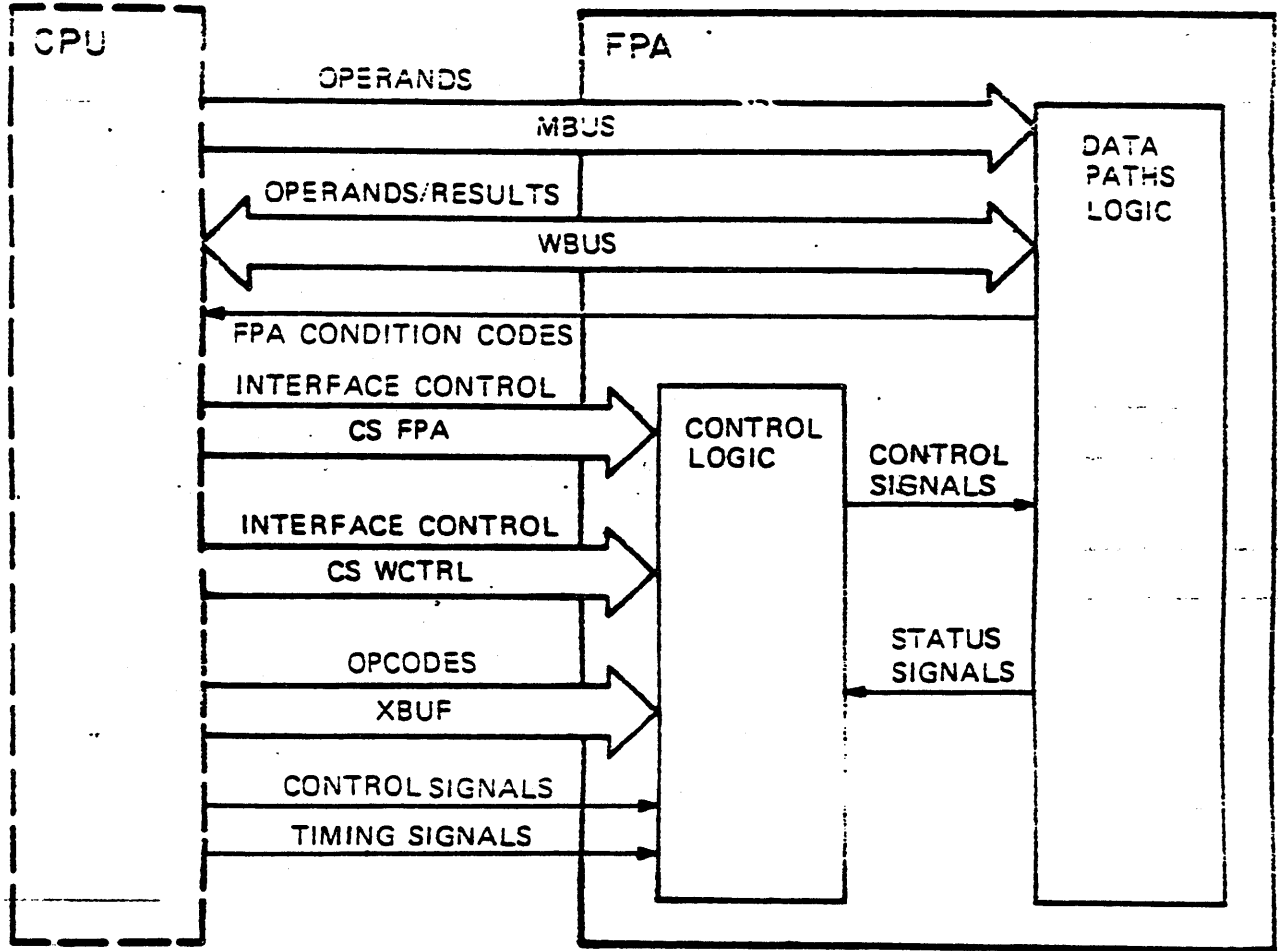 CPU
FPA
OPERANDS
MBUS
DATA
PATHS
LOGIC
OPERANDS/RESULTS
WBUS
FPA CONDITION CODES
INTERFACE CONTROL
CS FPA
CONTROL
LOGIC
CONTROL
SIGNALS
INTERFACE CONTROL
CS WCTRL
STATUS
SIGNALS
OPCODES
XBUF
CONTROL SIGNALS
TIMING SIGNALS